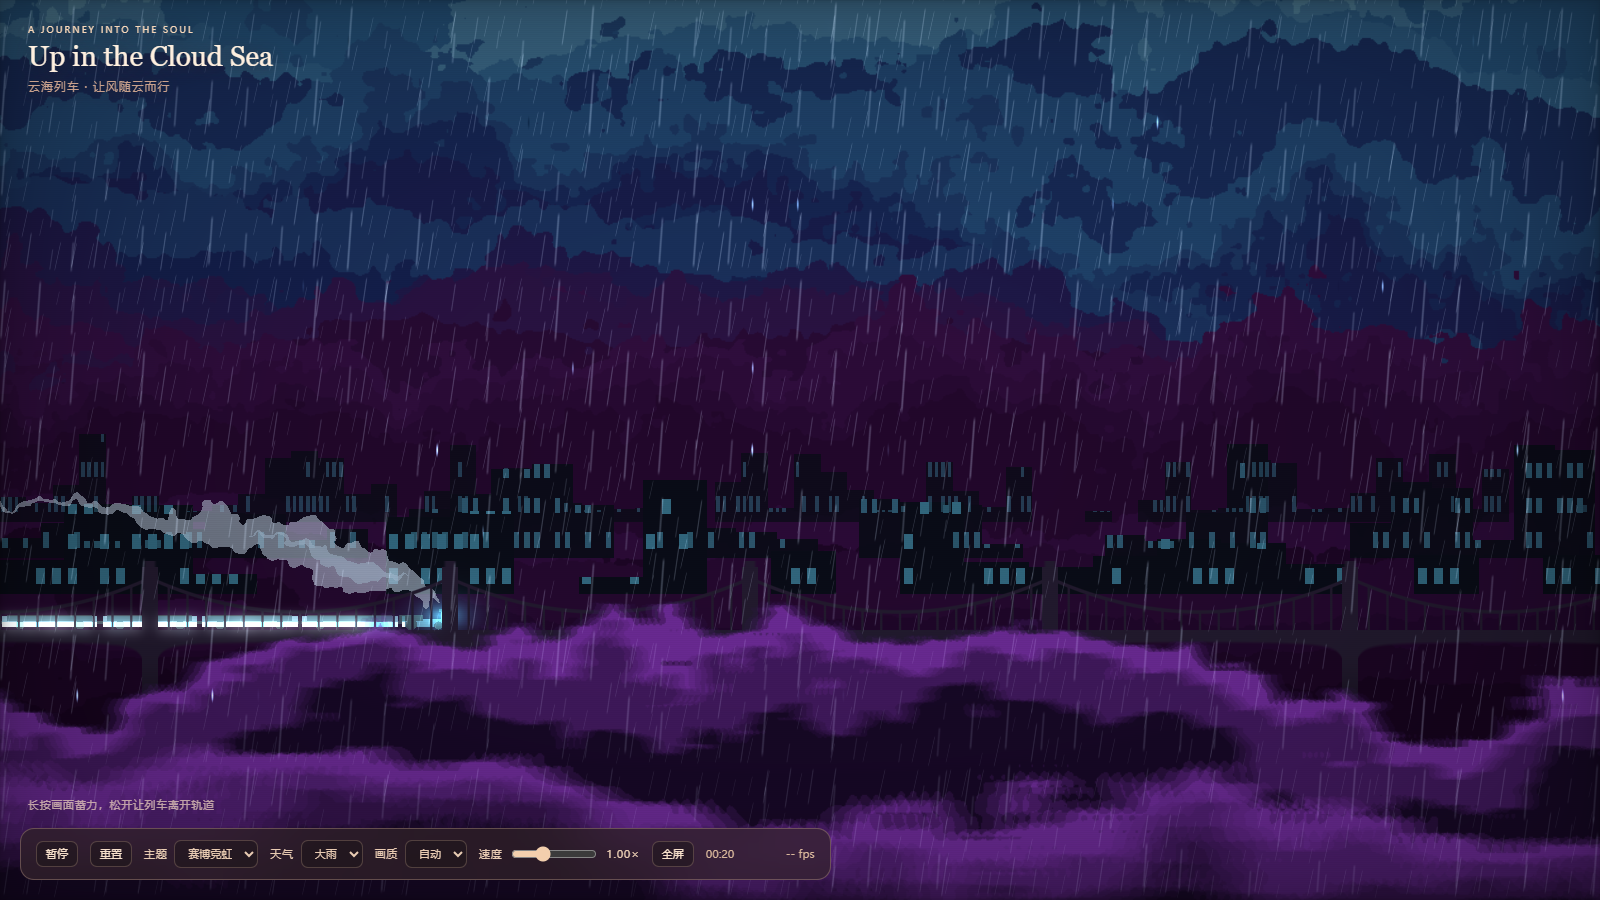 A JOURNEY INTO THE SOUL
Up in the Cloud Sea
云海列车 · 让风随云而行
长按画面蓄力，松开让列车离开轨道
暂停 重置 主题 赛博霓虹 天气 大雨 画质 自动 速度 1.00× 全屏 00:20 -- fps